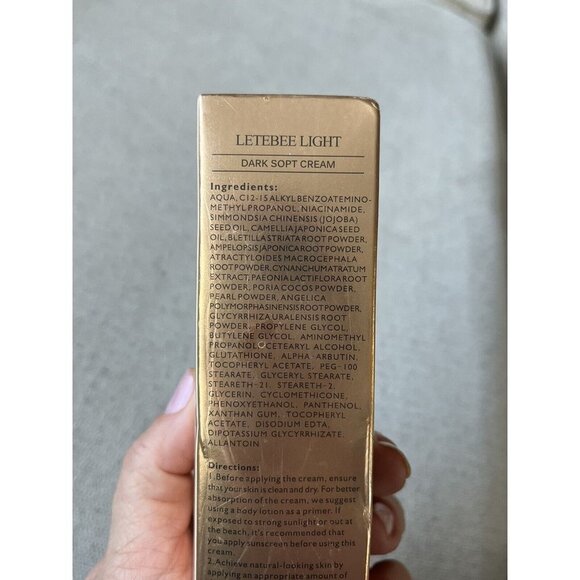 LETEBEE LIGHT
DARK SOPT CREAM
Ingredients:
AQUA, C12-15 ALKYL BENZOATEMINO-
METHYL PROPANOL, NIACINAMIDE,
SIMMONDSIA CHINENSIS (JOJOBA)
SEED OIL, CAMELLIA JAPONICA SEED
OIL, BLETILLA STRIATA ROOT POWDER,
AMPELOPSIS JAPONICA ROOT POWDER,
ATRACTYLOIDES MACROCEPHALA
ROOT POWDER, CYNANCHUM ATRATUM
EXTRACT, PAEONIA LACTIFLORA ROOT
POWDER, PORIA COCOS POWDER,
PEARL POWDER, ANGELICA
POLYMORPHA SINENSIS ROOT POWDER,
GLYCYRRHIZA URALENSIS ROOT
POWDER, PROPYLENE GLYCOL,
BUTYLENE GLYCOL, AMINOMETHYL
PROPANOL, CETEARYL ALCOHOL,
GLUTATHIONE, ALPHA-ARBUTIN,
TOCOPHERYL ACETATE, PEG-100
STEARATE, GLYCERYL STEARATE,
STEARETH-21, STEARETH-2,
GLYCERIN, CYCLOMETHICONE,
PHENOXYETHANOL, PANTHENOL,
XANTHAN GUM, TOCOPHERYL
ACETATE, DISODIUM EDTA,
DIPOTASSIUM GLYCYRRHIZATE,
ALLANTOIN
Directions:
1.Before applying the cream, ensure
that your skin is clean and dry. For better
absorption of the cream, we suggest
using a body lotion as a primer. If
exposed to strong sunlight or out at
the beach, it's recommended that
you apply sunscreen before using this
cream.
2.Achieve natural-looking skin by
applying an appropriate amount of